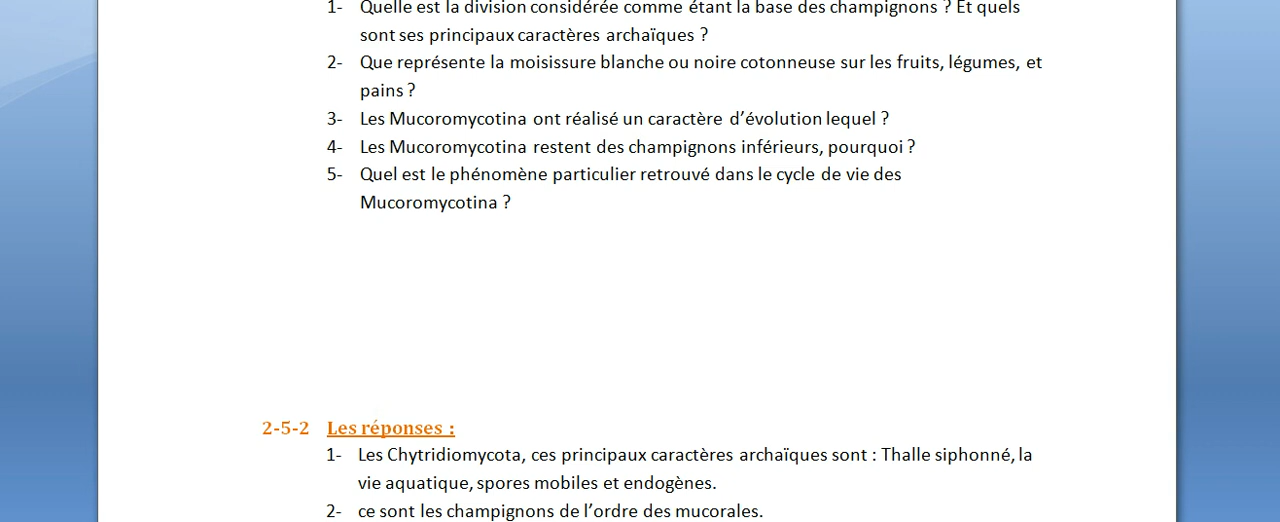 1- Quelle est la division considérée comme étant la base des champignons ? Et quels
sont ses principaux caractères archaïques ?
2- Que représente la moisissure blanche ou noire cotonneuse sur les fruits, légumes, et
pains ?
3- Les Mucoromycotina ont réalisé un caractère d’évolution lequel ?
4- Les Mucoromycotina restent des champignons inférieurs, pourquoi ?
5- Quel est le phénomène particulier retrouvé dans le cycle de vie des
Mucoromycotina ?
2-5-2 Les réponses :
1- Les Chytridiomycota, ces principaux caractères archaïques sont : Thalle siphonné, la
vie aquatique, spores mobiles et endogènes.
2- ce sont les champignons de l’ordre des mucorales.